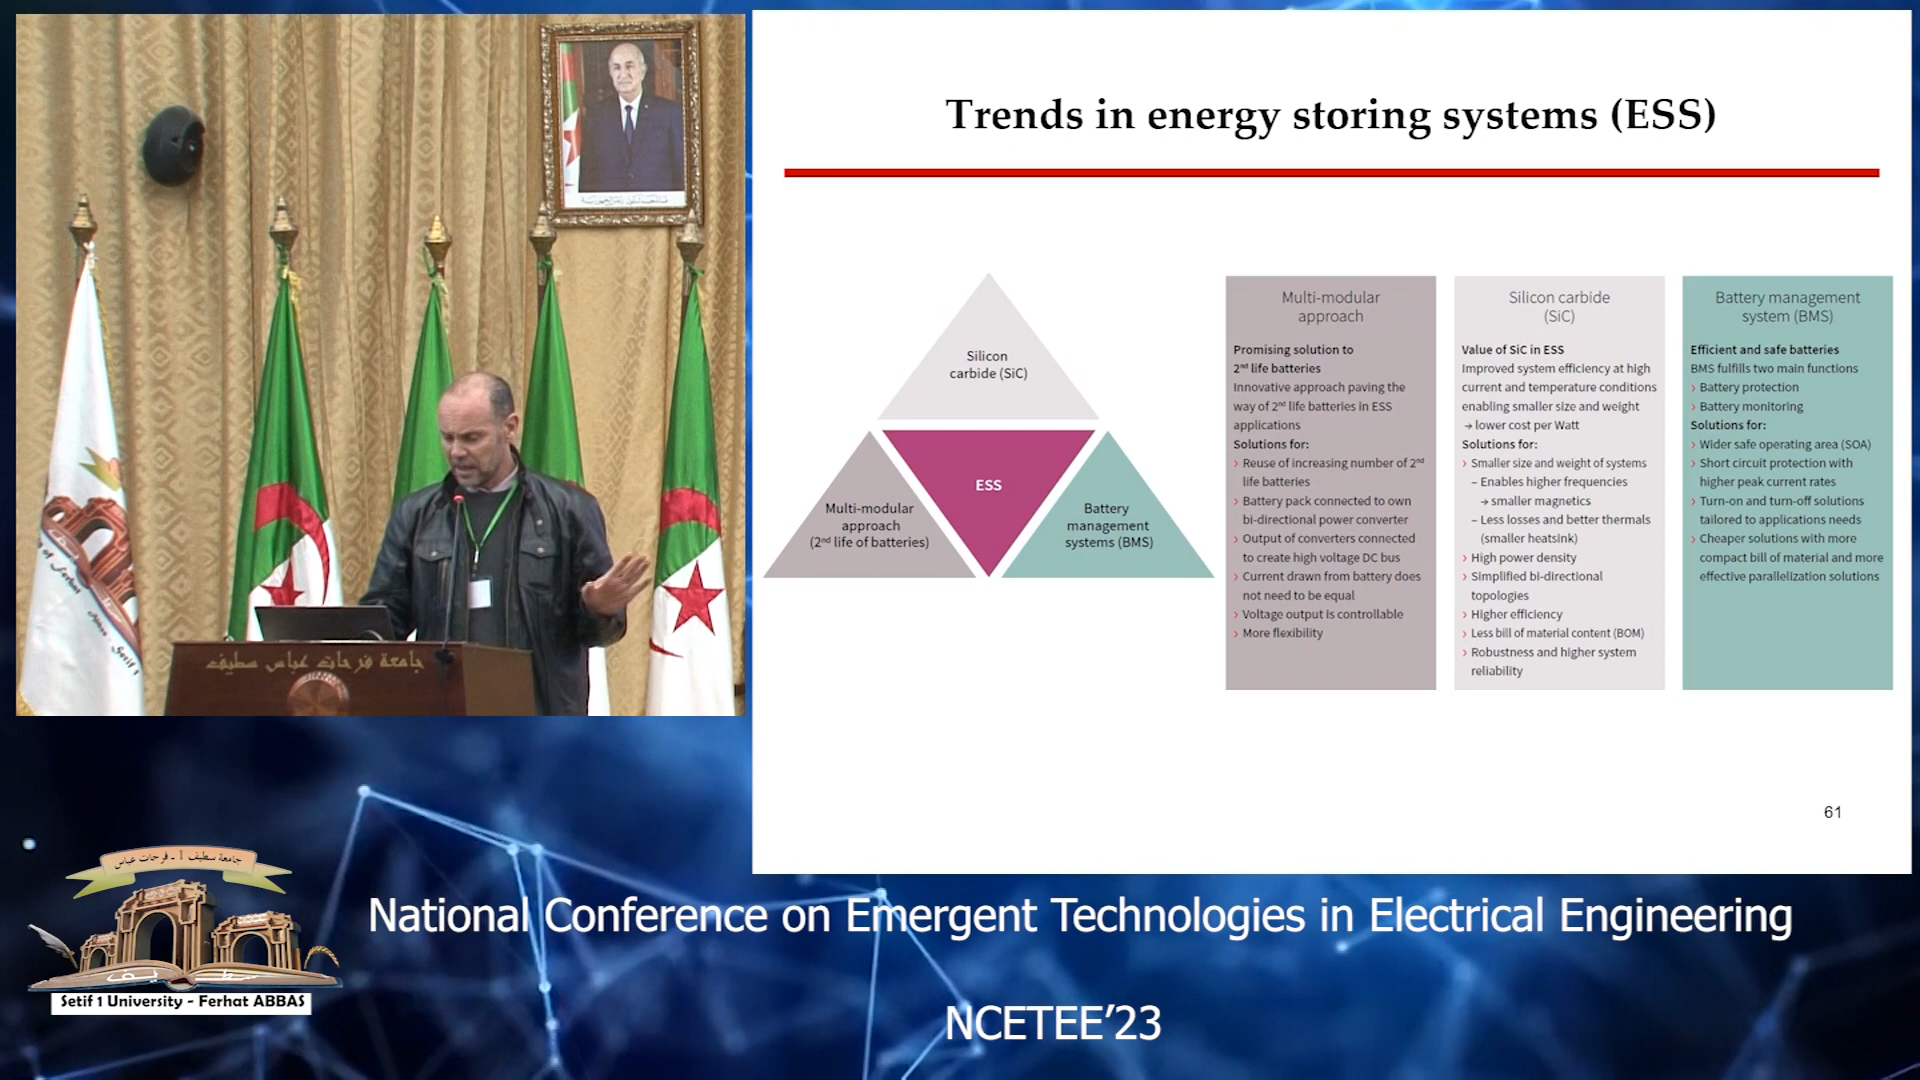 Trends in energy storing systems (ESS)
Silicon
carbide (SiC)
ESS
Multi-modular
approach
(2nd life of batteries)
Battery
management
systems (BMS)
Multi-modular
approach
Promising solution to
2nd life batteries
Innovative approach paving the
way of 2nd life batteries in ESS
applications
Solutions for:
› Reuse of increasing number of 2nd
life batteries
› Battery pack connected to own
bi-directional power converter
› Output of converters connected
to create high voltage DC bus
› Current drawn from battery does
not need to be equal
› Voltage output is controllable
› More flexibility
Silicon carbide
(SiC)
Value of SiC in ESS
Improved system efficiency at high
current and temperature conditions
enabling smaller size and weight
→ lower cost per Watt
Solutions for:
› Smaller size and weight of systems
– Enables higher frequencies
→ smaller magnetics
– Less losses and better thermals
(smaller heatsink)
› High power density
› Simplified bi-directional
topologies
› Higher efficiency
› Less bill of material content (BOM)
› Robustness and higher system
reliability
Battery management
system (BMS)
Efficient and safe batteries
BMS fulfills two main functions
› Battery protection
› Battery monitoring
Solutions for:
› Wider safe operating area (SOA)
› Short circuit protection with
higher peak current rates
› Turn-on and turn-off solutions
tailored to applications needs
› Cheaper solutions with more
compact bill of material and more
effective parallelization solutions
61
جامعة فرحات عباس سطيف
جامعة سطيف 1 - فرحات عباس
سطيف
Setif 1 University - Ferhat ABBAS
National Conference on Emergent Technologies in Electrical Engineering
NCETEE’23